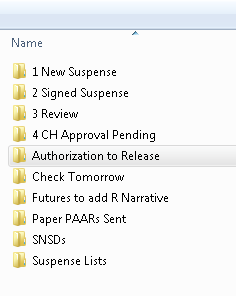 Name
1 New Suspense
2 Signed Suspense
3 Review
4 CH Approval Pending
Authorization to Release
Check Tomorrow
Futures to add R Narrative
Paper PAARs Sent
SNSDs
Suspense Lists